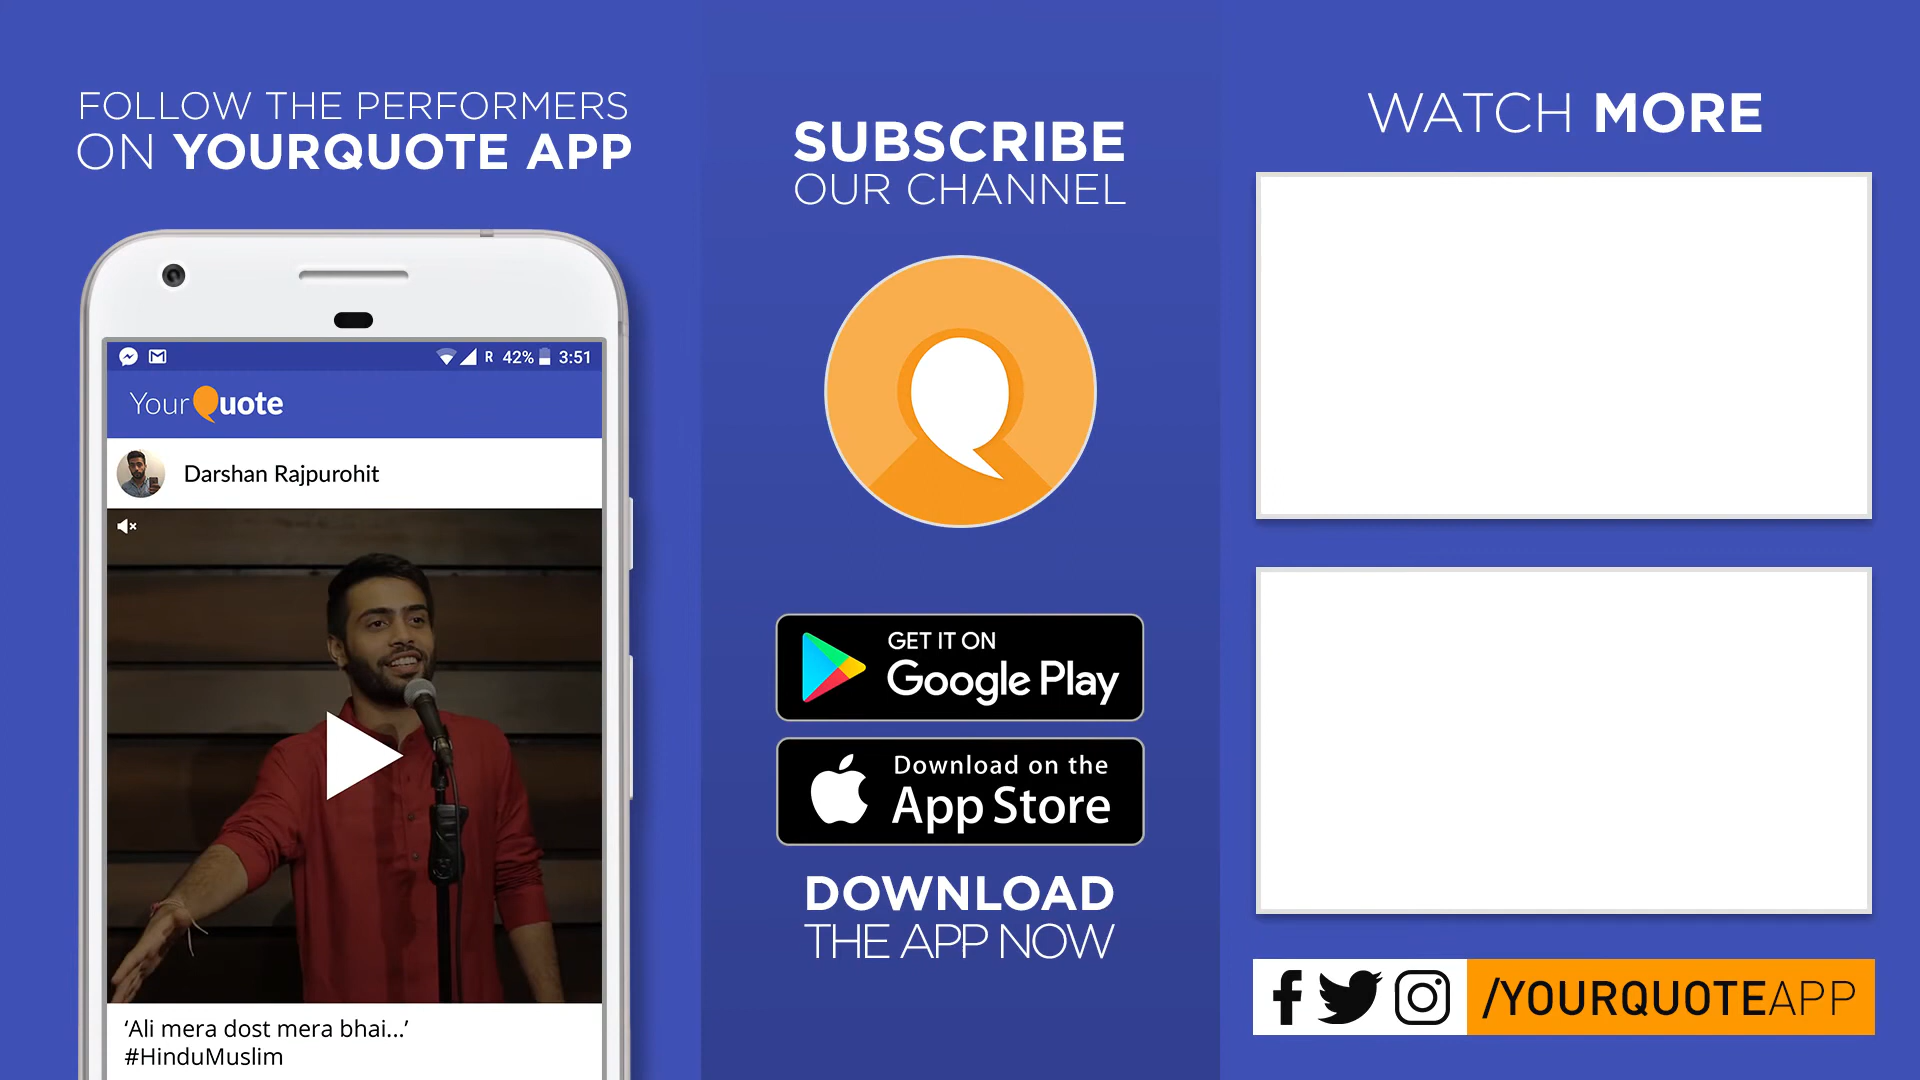 FOLLOW THE PERFORMERS
ON YOURQUOTE APP
R 42% 3:51
YourQuote
Darshan Rajpurohit
‘Ali mera dost mera bhai...’
#HinduMuslim
SUBSCRIBE
OUR CHANNEL
GET IT ON
Google Play
Download on the
App Store
DOWNLOAD
THE APP NOW
WATCH MORE
/YOURQUOTEAPP